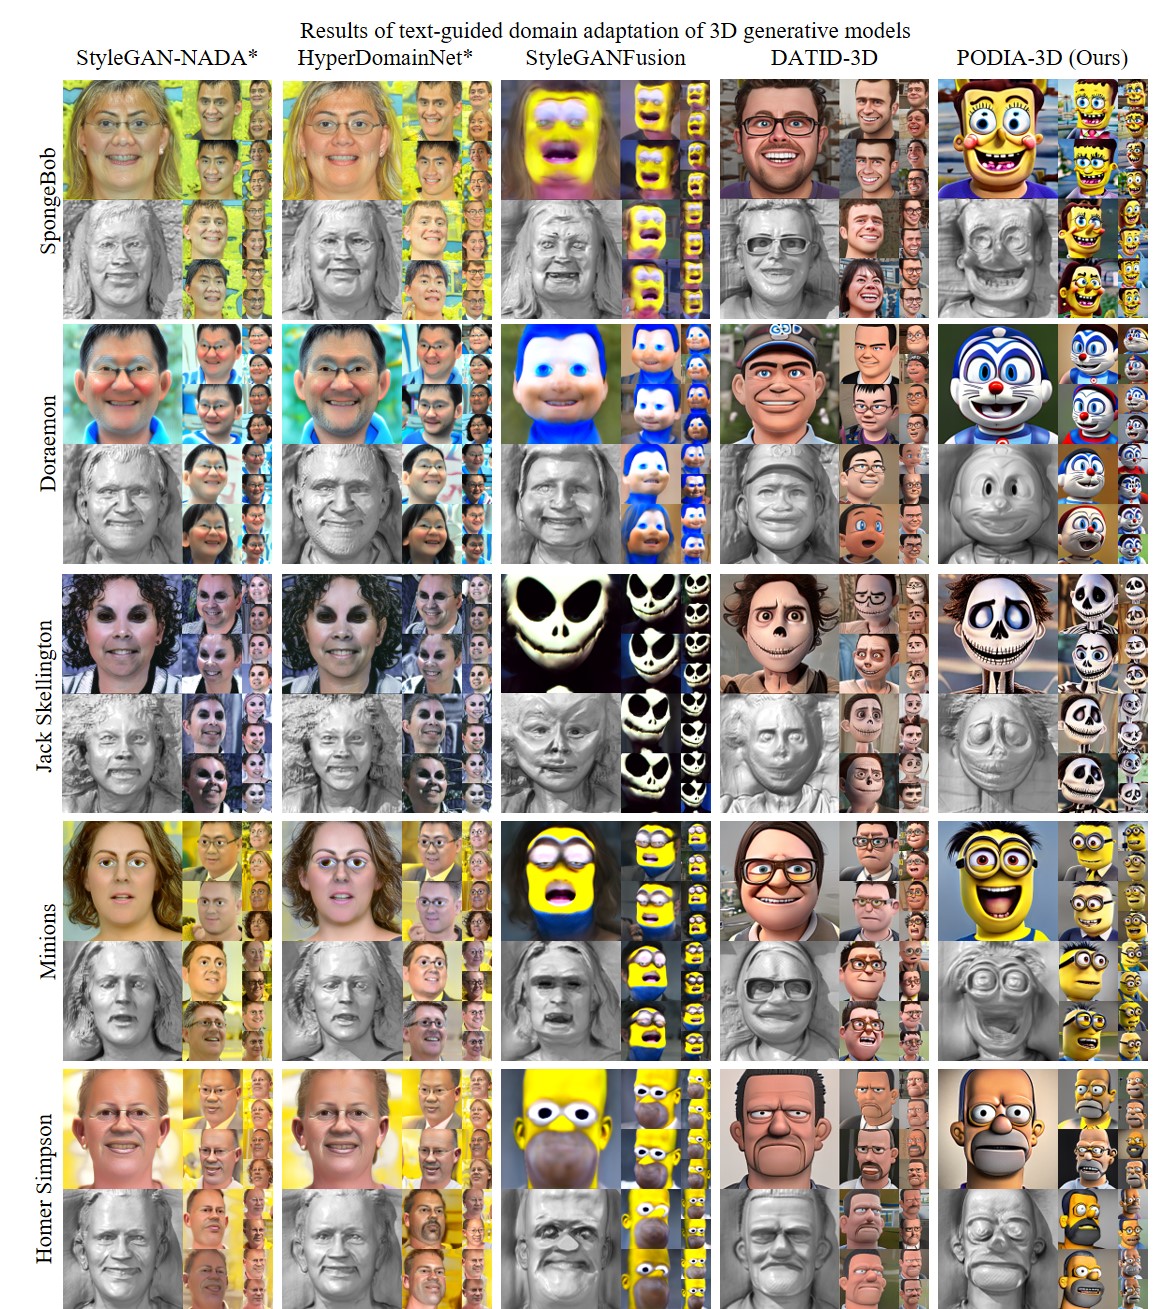 Results of text-guided domain adaptation of 3D generative models
StyleGAN-NADA* HyperDomainNet* StyleGANFusion DATID-3D PODIA-3D (Ours)
SpongeBob
Doraemon
Jack Skellington
Minions
Homer Simpson